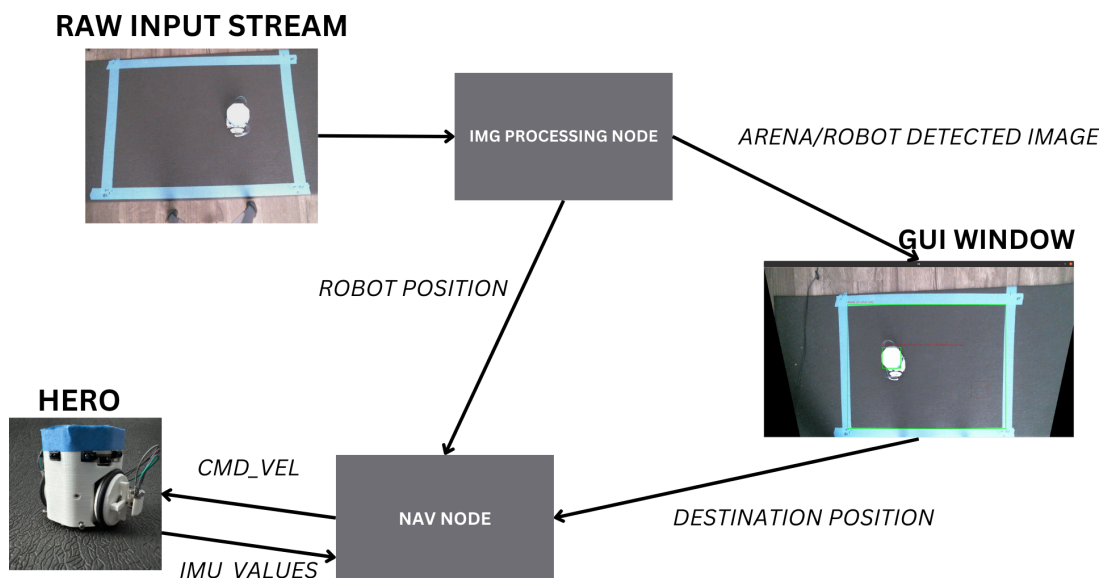 RAW INPUT STREAM
IMG PROCESSING NODE
ARENA/ROBOT DETECTED IMAGE
GUI WINDOW
ROBOT POSITION
HERO
CMD_VEL
NAV NODE
DESTINATION POSITION
IMU_VALUES